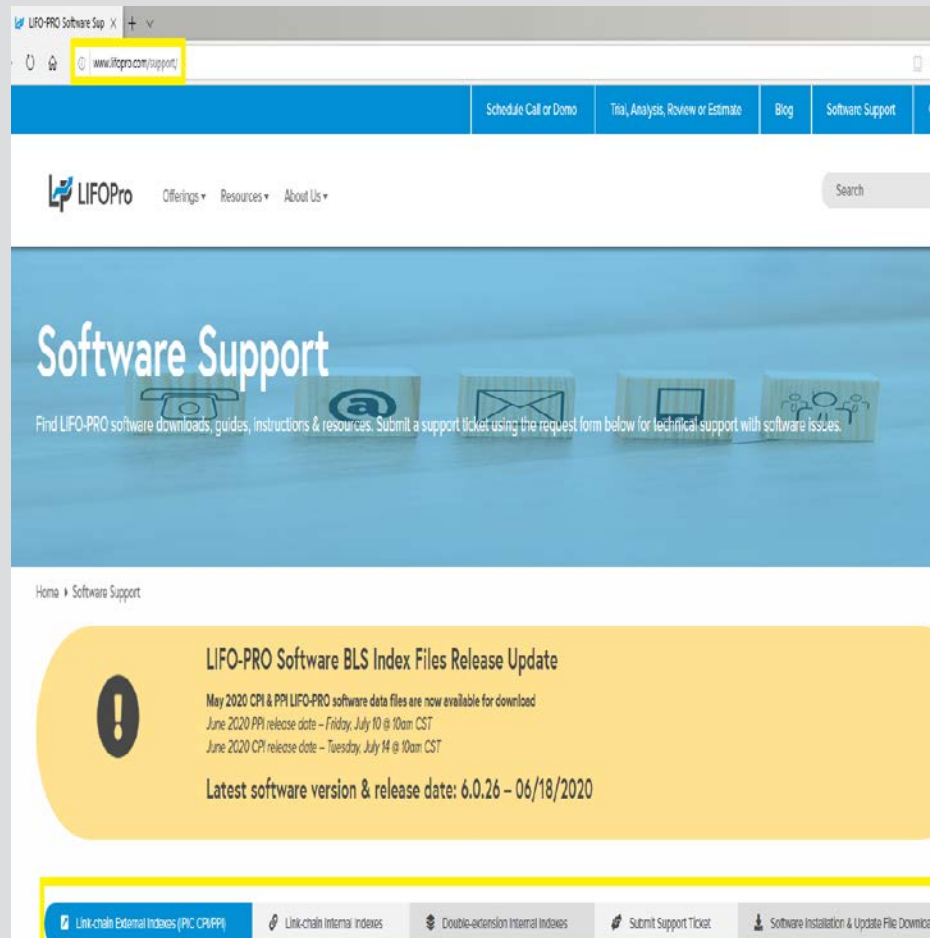 LIFO-PRO Software Sup
www.lifopro.com/support/
Schedule Call or Demo
Trial, Analysis, Review or Estimate
Blog
Software Support
LIFOPro
Offerings
Resources
About Us
Search
Software Support
Find LIFO-PRO software downloads, guides, instructions & resources. Submit a support ticket using the request form below for technical support with software issues.
Home
Software Support
LIFO-PRO Software BLS Index Files Release Update
May 2020 CPI & PPI LIFO-PRO software data files are now available for download
June 2020 PPI release date – Friday, July 10 @ 10am CST
June 2020 CPI release date – Tuesday, July 14 @ 10am CST
Latest software version & release date: 6.0.26 – 06/18/2020
Link-chain External Indexes (IPIC CPI/PPI)
Link-chain Internal Indexes
Double-extension Internal Indexes
Submit Support Ticket
Software Installation & Update File